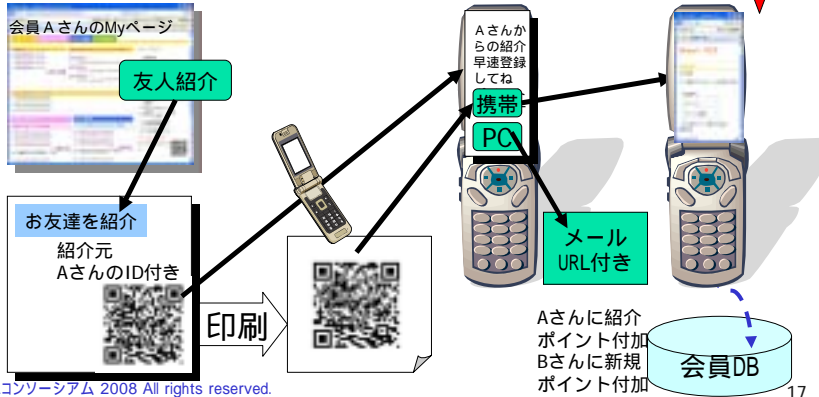 会員AさんのMyページ
友人紹介
お友達を紹介
紹介元
AさんのID付き
印刷
Aさんか
らの紹介
早速登録
してね
携帯
PC
メール
URL付き
Aさんに紹介
ポイント付加
Bさんに新規
ポイント付加
会員DB
コンソーシアム 2008 All rights reserved.
17